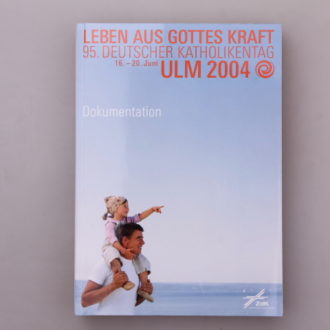 LEBEN AUS GOTTES KRAFT
95. DEUTSCHER KATHOLIKENTAG
16. – 20. Juni
ULM 2004
Dokumentation